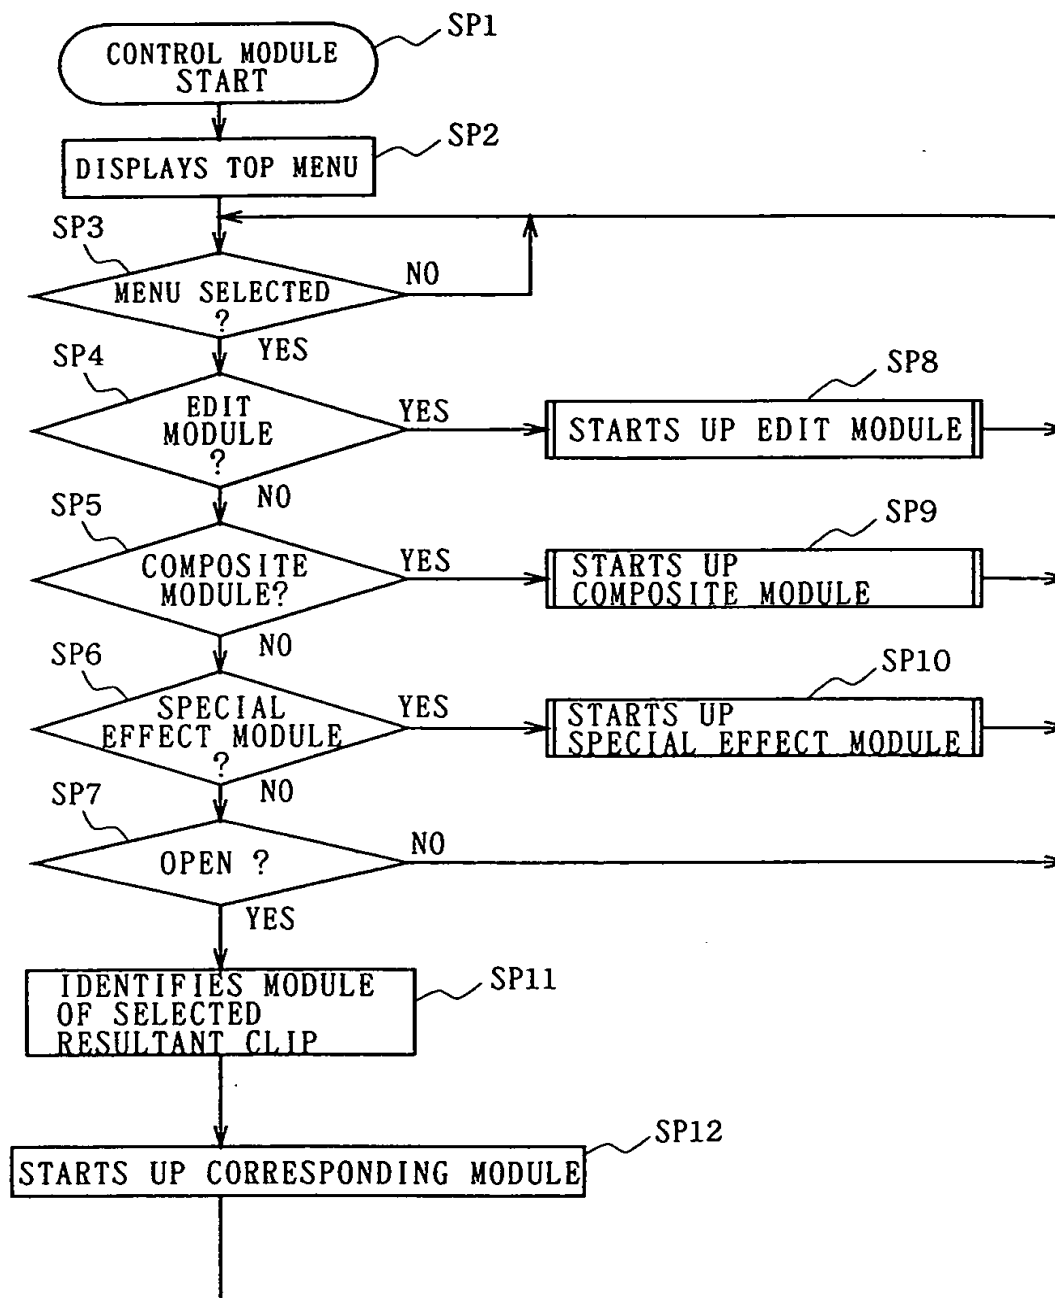 SP1
CONTROL MODULE
START
SP2
DISPLAYS TOP MENU
SP3
NO
MENU SELECTED
?
YES
SP4
EDIT
MODULE
?
YES
SP8
STARTS UP EDIT MODULE
NO
SP5
COMPOSITE
MODULE?
YES
SP9
STARTS UP
COMPOSITE MODULE
NO
SP6
SPECIAL
EFFECT MODULE
?
YES
SP10
STARTS UP
SPECIAL EFFECT MODULE
NO
SP7
OPEN ?
NO
YES
SP11
IDENTIFIES MODULE
OF SELECTED
RESULTANT CLIP
SP12
STARTS UP CORRESPONDING MODULE